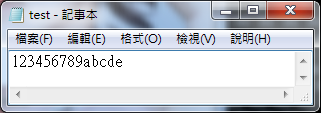 test - 記事本
檔案(F) 編輯(E) 格式(O) 檢視(V) 說明(H)
123456789abcde